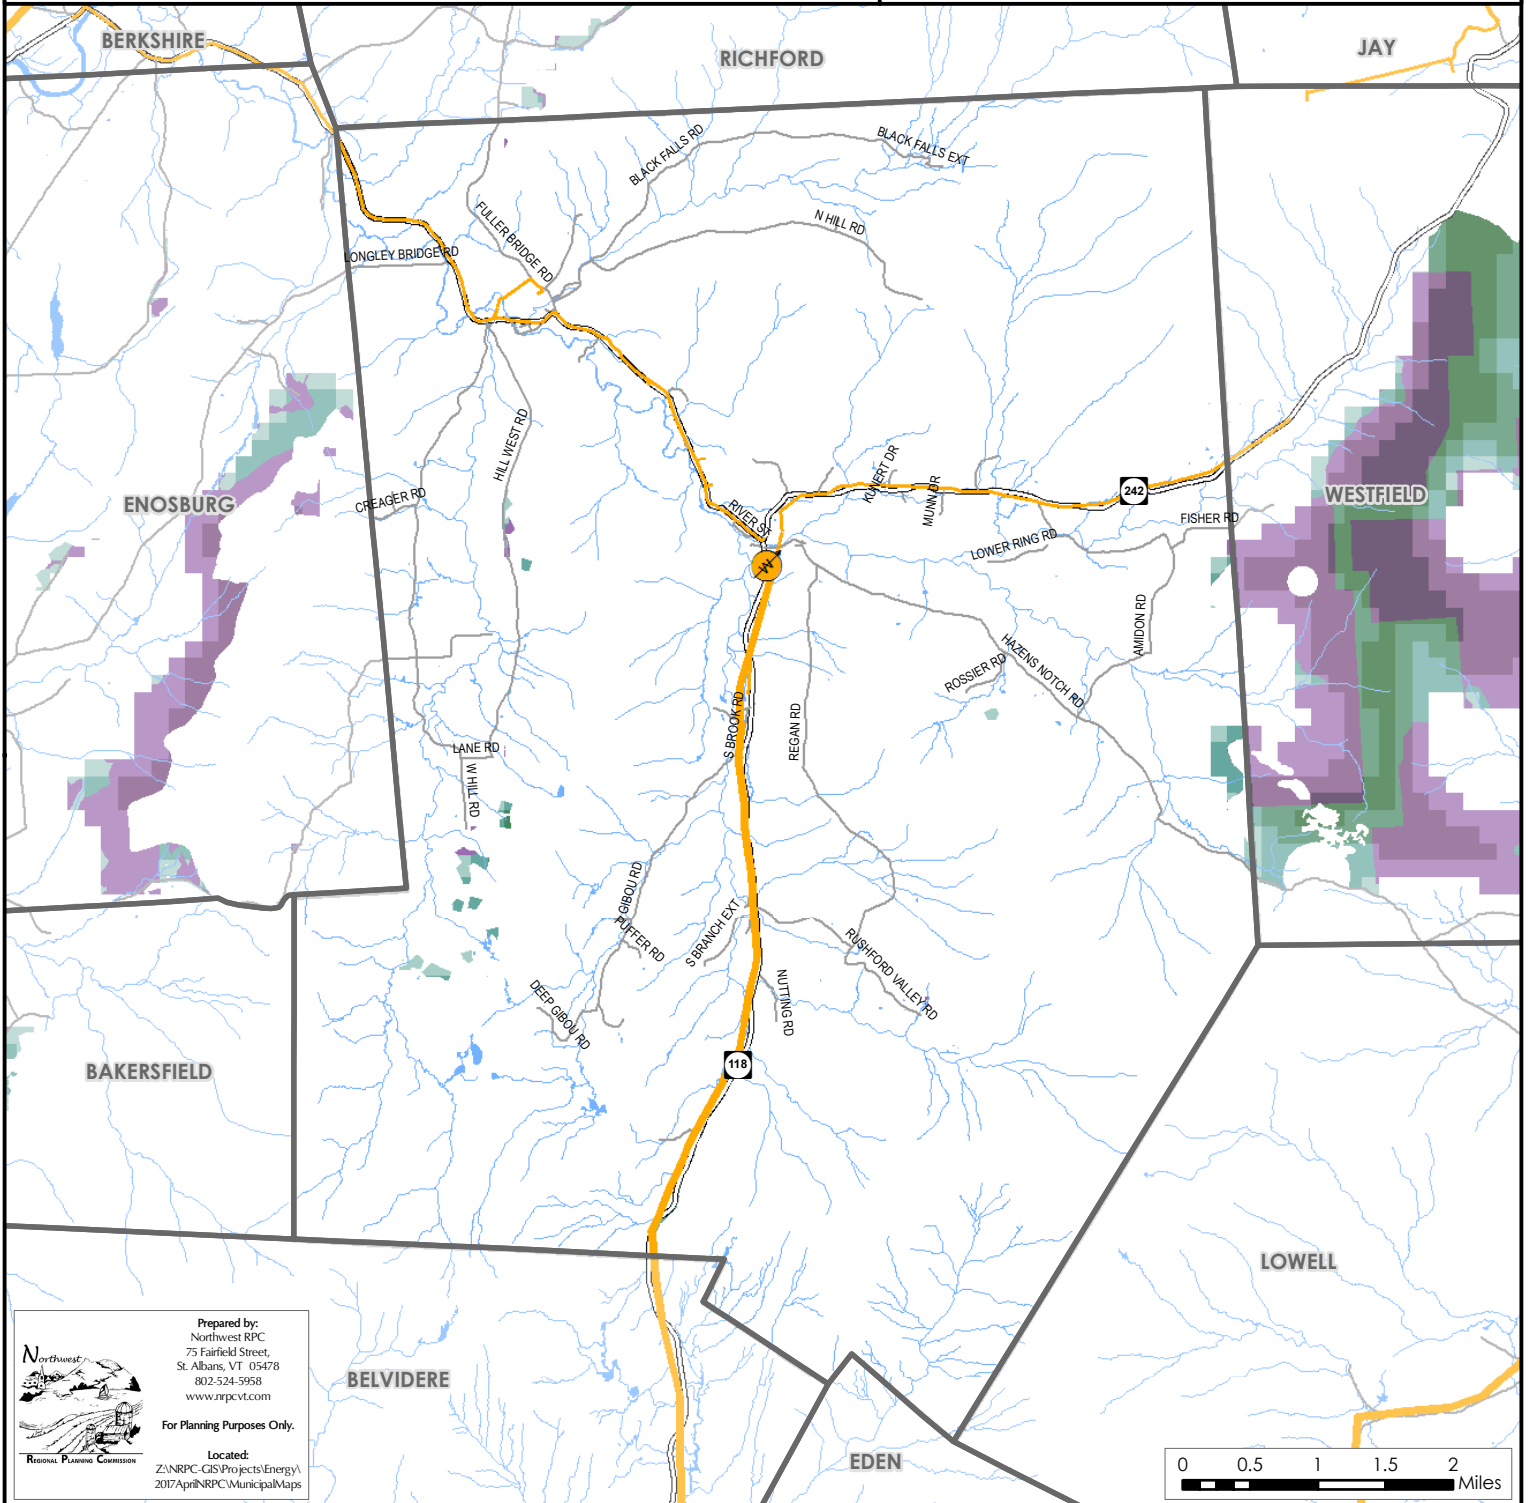 BERKSHIRE
RICHFORD
JAY
BLACK FALLS RD
BLACK FALLS EXT
FULLER BRIDGE RD
N HILL RD
LONGLEY BRIDGE RD
HILL WEST RD
CREAGER RD
ENOSBURG
KUNERT DR
MUNN DR
242
WESTFIELD
RIVER ST
FISHER RD
LOWER RING RD
W
AMIDON RD
HAZENS NOTCH RD
ROSSIER RD
S BROOK RD
REGAN RD
LANE RD
W HILL RD
GIBOU RD
PUFFER RD
S BRANCH EXT
RUSHFORD VALLEY RD
NUTTING RD
DEEP GIBOU RD
118
BAKERSFIELD
LOWELL
BELVIDERE
EDEN
Northwest
REGIONAL PLANNING COMMISSION
Prepared by:
Northwest RPC
75 Fairfield Street,
St. Albans, VT 05478
802-524-5958
www.nrpcvt.com
For Planning Purposes Only.
Located:
Z:\NRPC-GIS\Projects\Energy\
2017AprilNRPC\MunicipalMaps
0 0.5 1 1.5 2
Miles